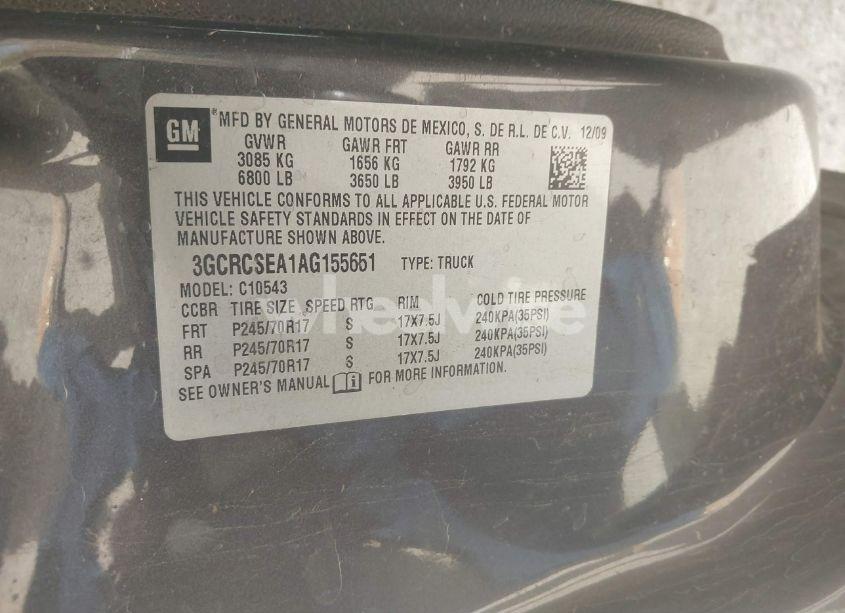 GM ® MFD BY GENERAL MOTORS DE MEXICO, S. DE R.L. DE C.V. 12/09
GVWR GAWR FRT GAWR RR
3085 KG 1656 KG 1792 KG
6800 LB 3650 LB 3950 LB
THIS VEHICLE CONFORMS TO ALL APPLICABLE U.S. FEDERAL MOTOR
VEHICLE SAFETY STANDARDS IN EFFECT ON THE DATE OF
MANUFACTURE SHOWN ABOVE.
3GCRCSEA1AG155651 TYPE: TRUCK
MODEL: C10543
CCBR TIRE SIZE SPEED RTG RIM COLD TIRE PRESSURE
FRT P245/70R17 S 17X7.5J 240KPA(35PSI)
RR P245/70R17 S 17X7.5J 240KPA(35PSI)
SPA P245/70R17 S 17X7.5J 240KPA(35PSI)
SEE OWNER'S MANUAL FOR MORE INFORMATION.